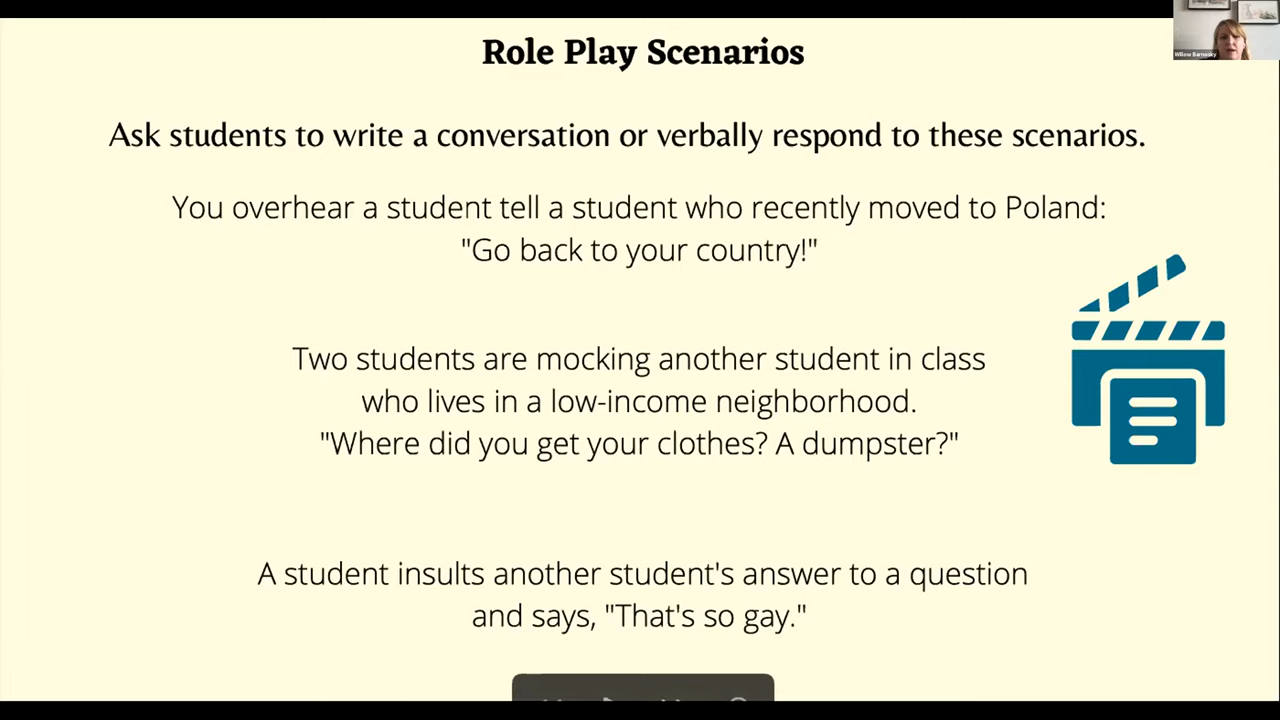 Role Play Scenarios
Willow Barnosky
Ask students to write a conversation or verbally respond to these scenarios.
You overhear a student tell a student who recently moved to Poland:
"Go back to your country!"
Two students are mocking another student in class
who lives in a low-income neighborhood.
"Where did you get your clothes? A dumpster?"
A student insults another student's answer to a question
and says, "That's so gay."